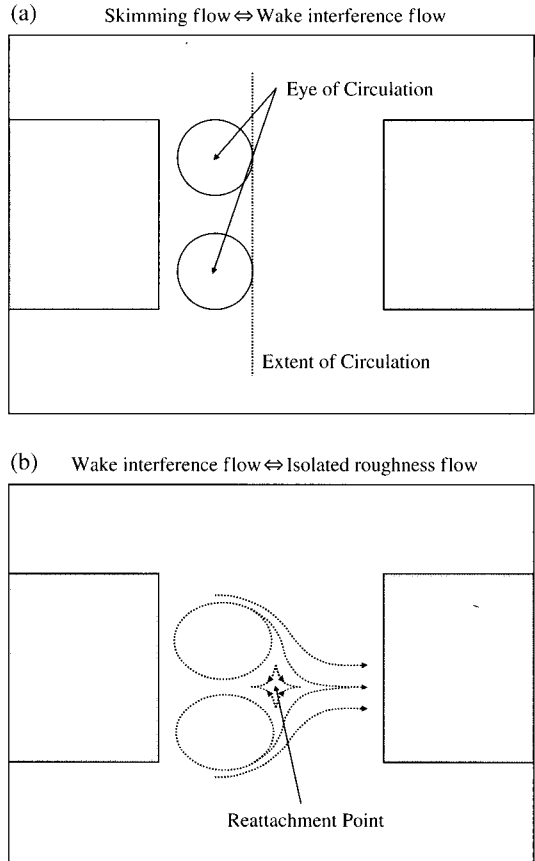 (a) Skimming flow ⇔ Wake interference flow
Eye of Circulation
Extent of Circulation
(b) Wake interference flow ⇔ Isolated roughness flow
Reattachment Point